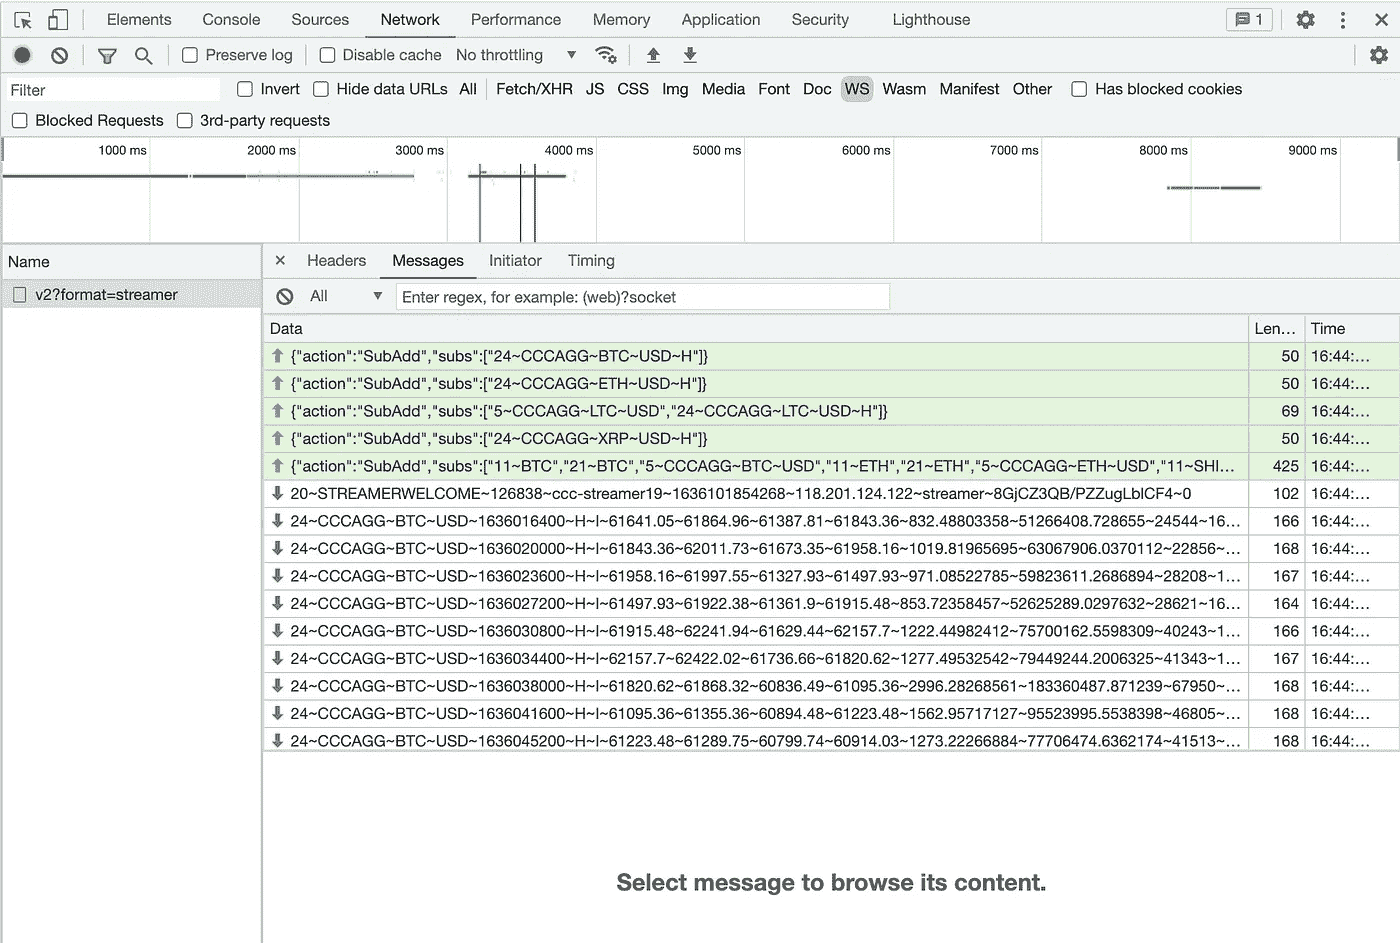 Elements Console Sources Network Performance Memory Application Security Lighthouse 1
Preserve log Disable cache No throttling
Filter Invert Hide data URLs All Fetch/XHR JS CSS Img Media Font Doc WS Wasm Manifest Other Has blocked cookies
Blocked Requests 3rd-party requests
1000 ms 2000 ms 3000 ms 4000 ms 5000 ms 6000 ms 7000 ms 8000 ms 9000 ms
Name Headers Messages Initiator Timing
v2?format=streamer All Enter regex, for example: (web)?socket
Data Len... Time
{"action":"SubAdd","subs":["24~CCCAGG~BTC~USD~H"]} 50 16:44:...
{"action":"SubAdd","subs":["24~CCCAGG~ETH~USD~H"]} 50 16:44:...
{"action":"SubAdd","subs":["5~CCCAGG~LTC~USD","24~CCCAGG~LTC~USD~H"]} 69 16:44:...
{"action":"SubAdd","subs":["24~CCCAGG~XRP~USD~H"]} 50 16:44:...
{"action":"SubAdd","subs":["11~BTC","21~BTC","5~CCCAGG~BTC~USD","11~ETH","21~ETH","5~CCCAGG~ETH~USD","11~SHI... 425 16:44:...
20~STREAMERWELCOME~126838~ccc-streamer19~1636101854268~118.201.124.122~streamer~8GjCZ3QB/PZZugLbICF4~0 102 16:44:...
24~CCCAGG~BTC~USD~1636016400~H~I~61641.05~61864.96~61387.81~61843.36~832.48803358~51266408.728655~24544~16... 166 16:44:...
24~CCCAGG~BTC~USD~1636020000~H~I~61843.36~62011.73~61673.35~61958.16~1019.81965695~63067906.0370112~22856~... 168 16:44:...
24~CCCAGG~BTC~USD~1636023600~H~I~61958.16~61997.55~61327.93~61497.93~971.08522785~59823611.2686894~28208~1... 167 16:44:...
24~CCCAGG~BTC~USD~1636027200~H~I~61497.93~61922.38~61361.9~61915.48~853.72358457~52625289.0297632~28621~16... 164 16:44:...
24~CCCAGG~BTC~USD~1636030800~H~I~61915.48~62241.94~61629.44~62157.7~1222.44982412~75700162.5598309~40243~1... 166 16:44:...
24~CCCAGG~BTC~USD~1636034400~H~I~62157.7~62422.02~61736.66~61820.62~1277.49532542~79449244.2006325~41343~1... 167 16:44:...
24~CCCAGG~BTC~USD~1636038000~H~I~61820.62~61868.32~60836.49~61095.36~2996.28268561~183360487.871239~67950~... 168 16:44:...
24~CCCAGG~BTC~USD~1636041600~H~I~61095.36~61355.36~60894.48~61223.48~1562.95717127~95523995.5538398~46805~... 168 16:44:...
24~CCCAGG~BTC~USD~1636045200~H~I~61223.48~61289.75~60799.74~60914.03~1273.22266884~77706474.6362174~41513~... 168 16:44:...
Select message to browse its content.